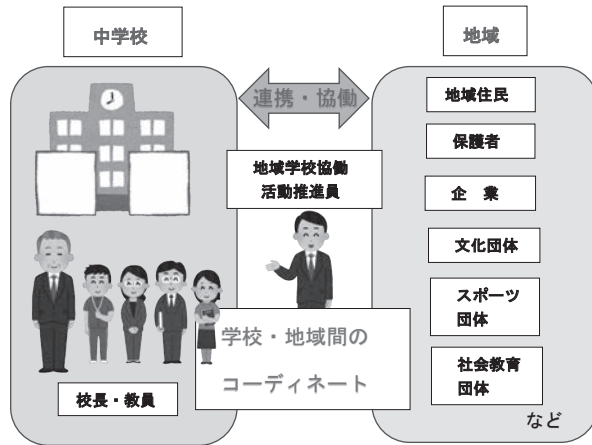 中学校
地域
連携・協働
地域学校協働
活動推進員
学校・地域間の
コーディネート
校長・教員
地域住民
保護者
企 業
文化団体
スポーツ
団体
社会教育
団体
など